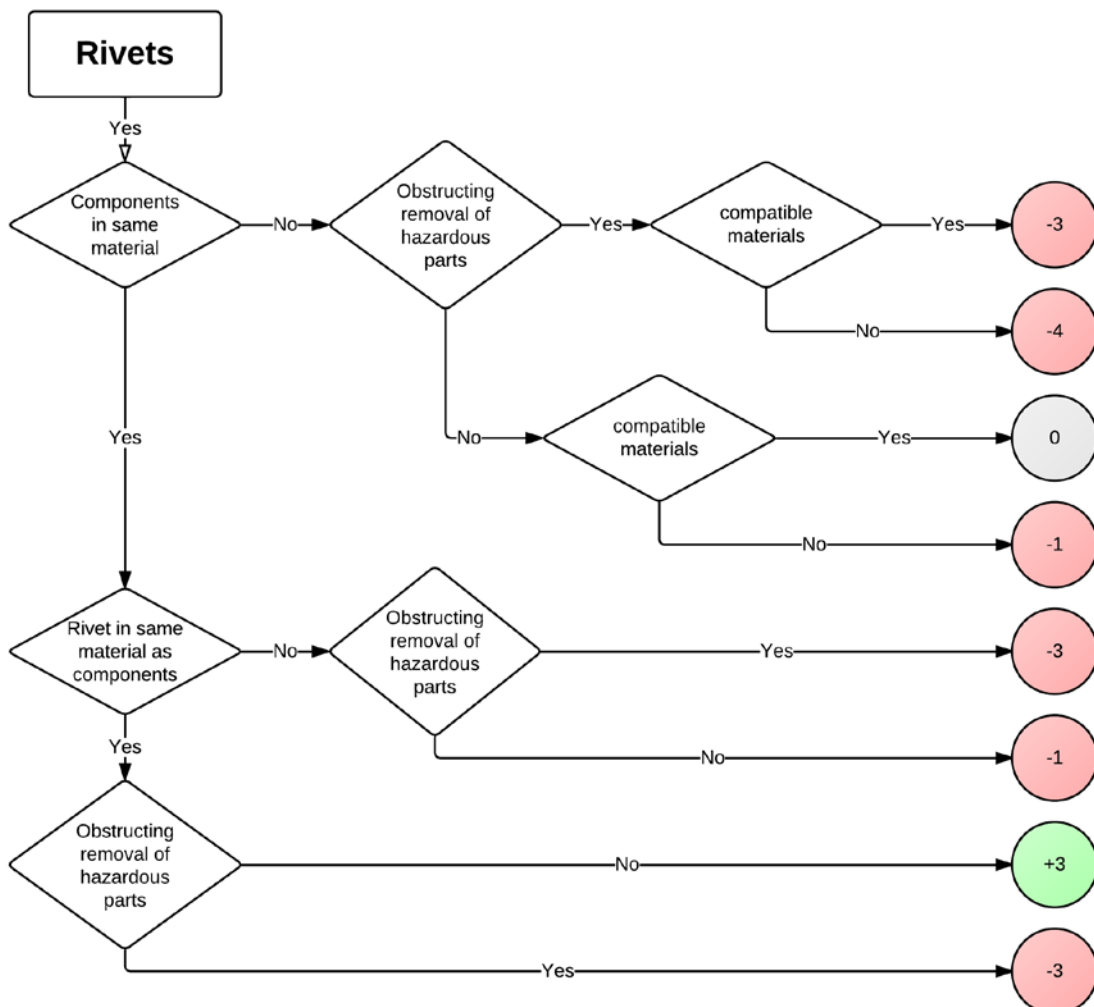 Rivets
Yes
Components
in same
material
No
Obstructing
removal of
hazardous
parts
Yes
compatible
materials
Yes
-3
No
-4
Yes
No
compatible
materials
Yes
0
No
-1
Rivet in same
material as
components
No
Obstructing
removal of
hazardous
parts
Yes
-3
Yes
No
-1
Obstructing
removal of
hazardous
parts
No
+3
Yes
-3